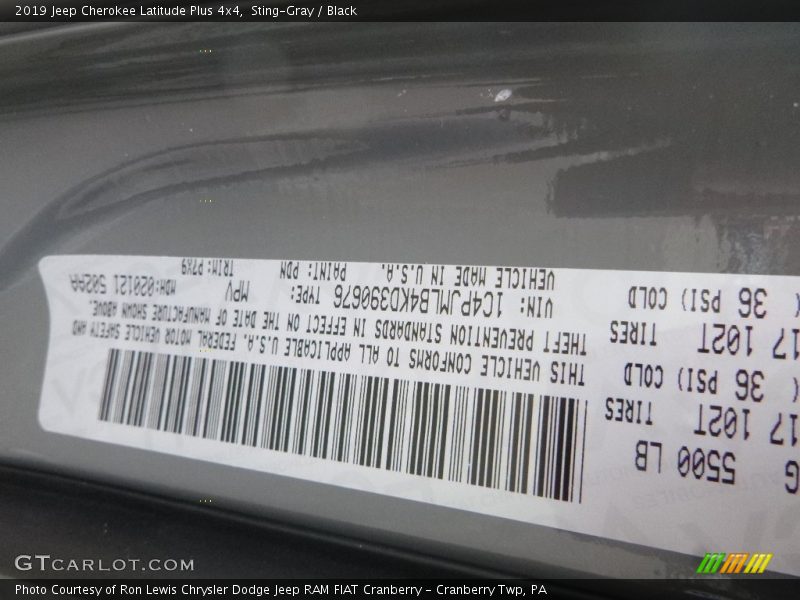 2019 Jeep Cherokee Latitude Plus 4x4, Sting-Gray / Black
G 5500 LB
17 102T TIRES
( 36 PSI) COLD
17 102T TIRES
( 36 PSI) COLD
THIS VEHICLE CONFORMS TO ALL APPLICABLE U.S.A. FEDERAL MOTOR VEHICLE SAFETY AND
THEFT PREVENTION STANDARDS IN EFFECT ON THE DATE OF MANUFACTURE SHOWN ABOVE.
VIN: 1C4PJMLB4KD390676 TYPE: MPV MDH:020121 502AA
VEHICLE MADE IN U.S.A. PAINT: PDN TRIM: P7X9
GTCARLOT.COM
Photo Courtesy of Ron Lewis Chrysler Dodge Jeep RAM FIAT Cranberry – Cranberry Twp, PA